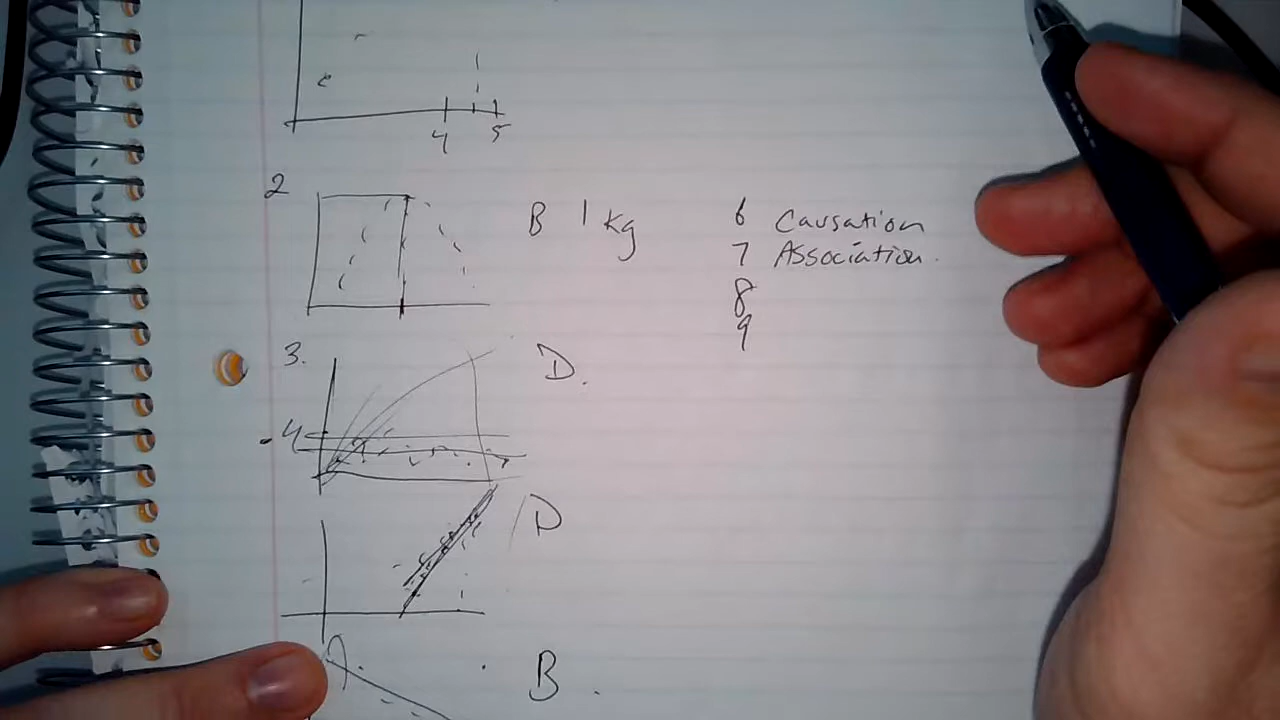 4 5
2 B 1 kg
3. D.
4
D
A B.
6 Causation
7 Association.
8
9